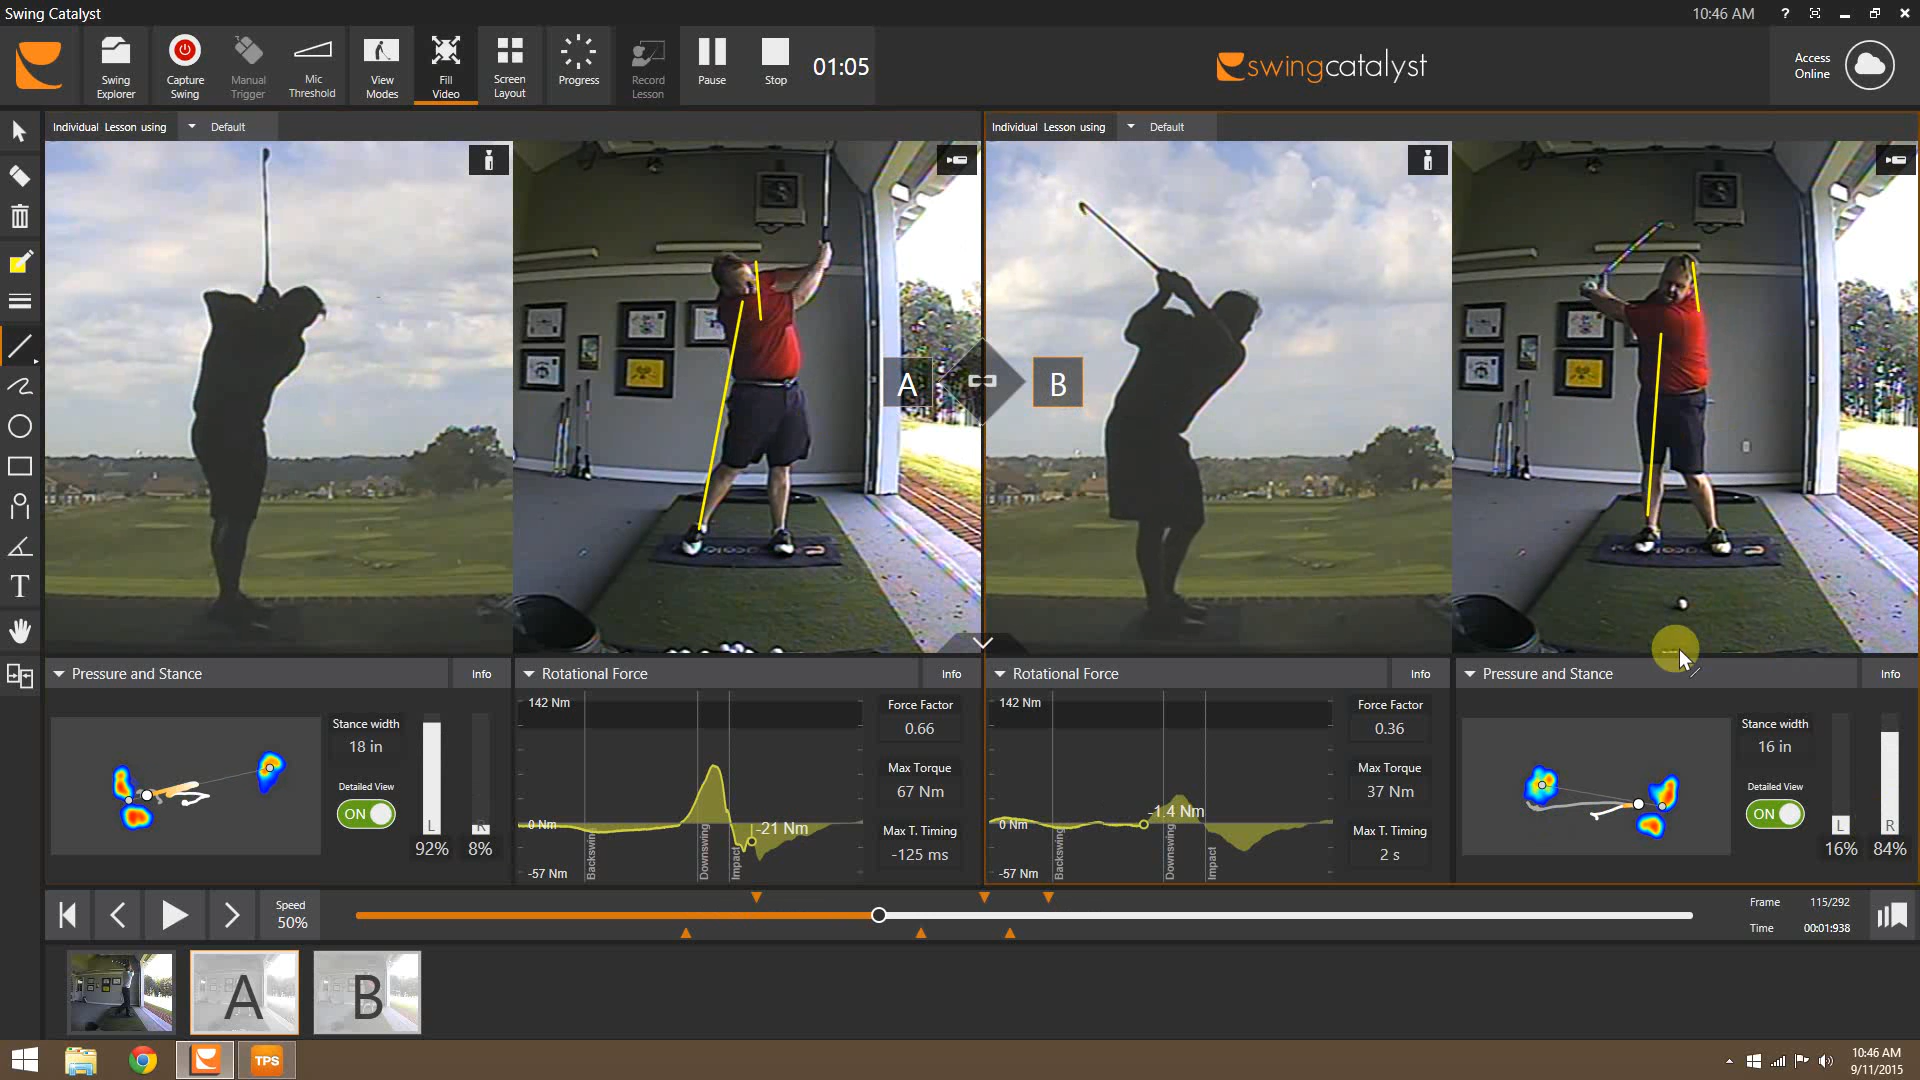 Swing Catalyst
10:46 AM
?
Swing Explorer
Capture Swing
Manual Trigger
Mic Threshold
View Modes
Fill Video
Screen Layout
Progress
Record Lesson
Pause
Stop
01:05
swingcatalyst
Access Online
Individual Lesson using
Default
Individual Lesson using
Default
A
B
T
Pressure and Stance
Info
Rotational Force
Info
Rotational Force
Info
Pressure and Stance
Info
Stance width
18 in
Detailed View
ON
L
R
92%
8%
142 Nm
0 Nm
-57 Nm
Backswing
Downswing
Impact
-21 Nm
Force Factor
0.66
Max Torque
67 Nm
Max T. Timing
-125 ms
142 Nm
0 Nm
-57 Nm
Backswing
Downswing
Impact
-1.4 Nm
Force Factor
0.36
Max Torque
37 Nm
Max T. Timing
2 s
Stance width
16 in
Detailed View
ON
L
R
16%
84%
Speed
50%
Frame 115/292
Time 00:01:938
A
B
TPS
10:46 AM
9/11/2015